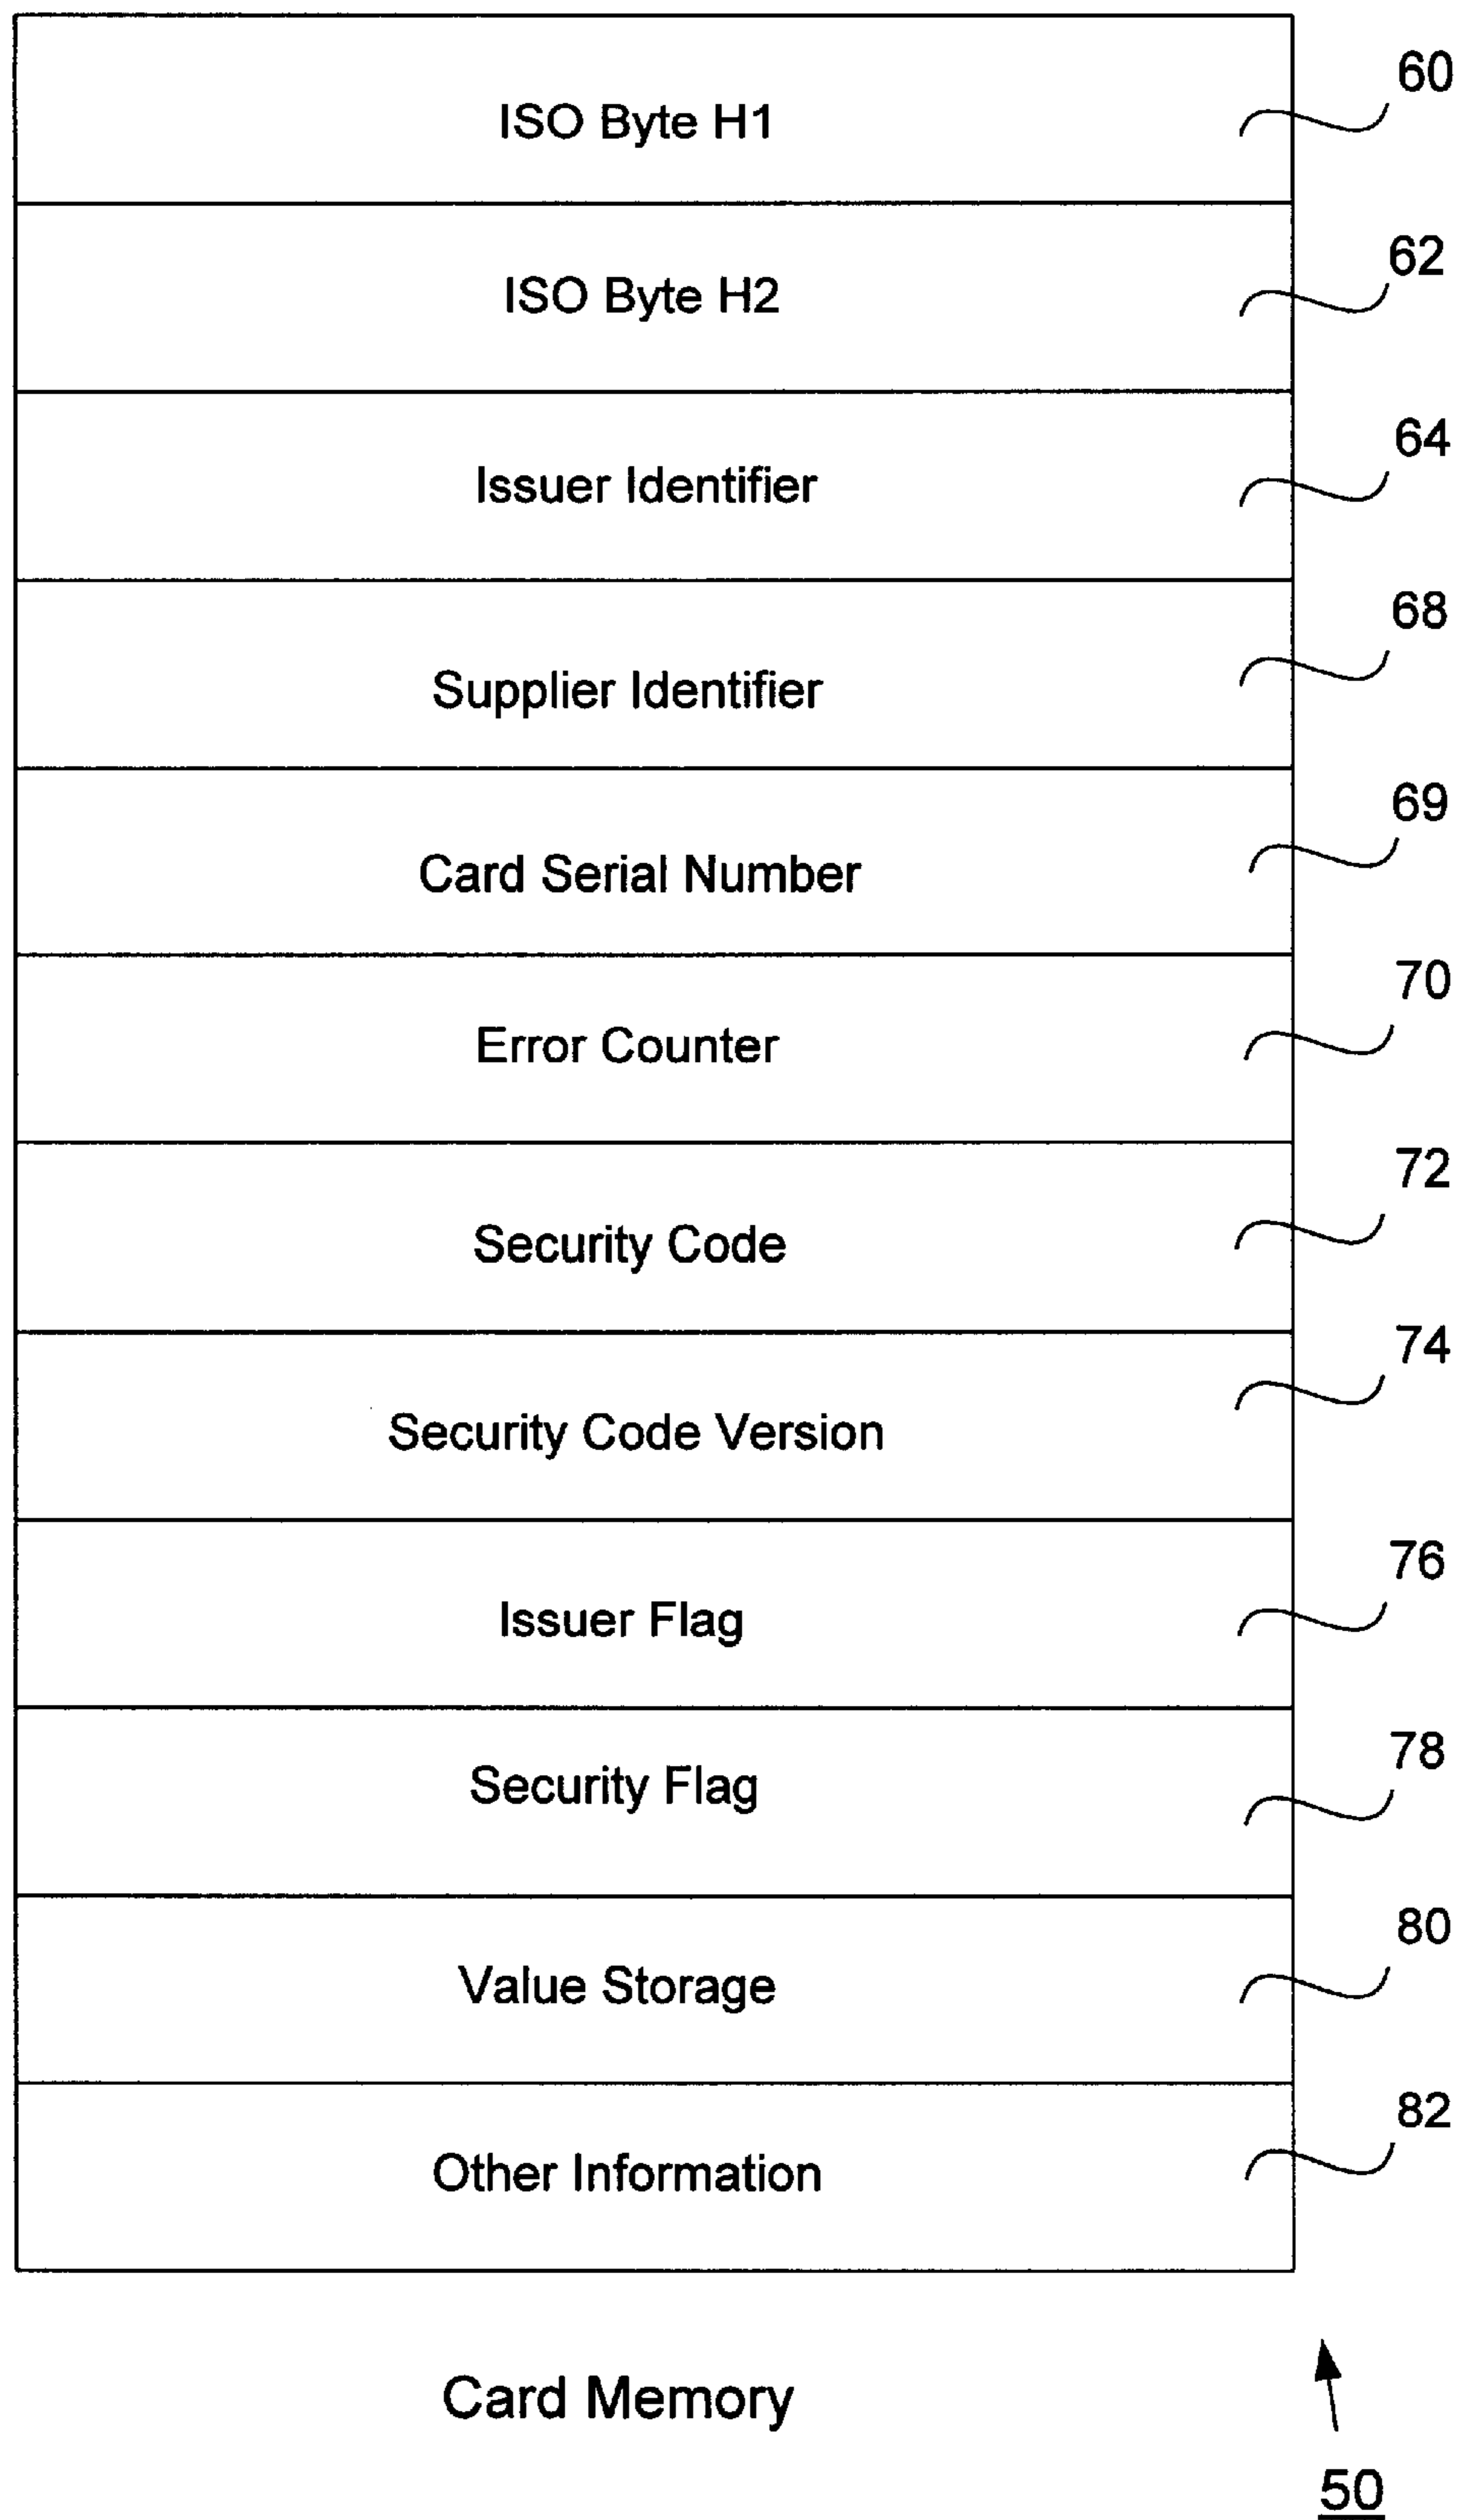 60
ISO Byte H1
62
ISO Byte H2
64
Issuer Identifier
68
Supplier Identifier
69
Card Serial Number
70
Error Counter
72
Security Code
74
Security Code Version
76
Issuer Flag
78
Security Flag
80
Value Storage
82
Other Information
Card Memory
50